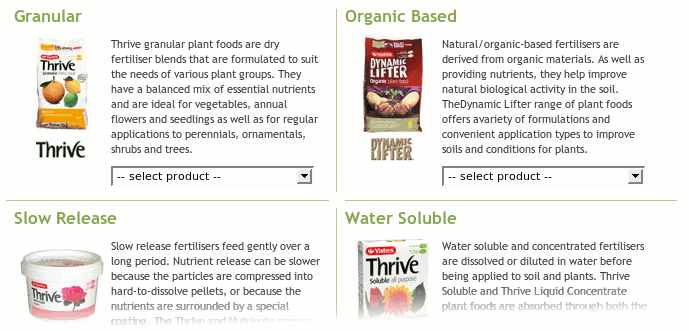 Granular
Yates
Thrive
GRANULAR
Thrive
Thrive granular plant foods are dry
fertiliser blends that are formulated to suit
the needs of various plant groups. They
have a balanced mix of essential nutrients
and are ideal for vegetables, annual
flowers and seedlings as well as for regular
applications to perennials, ornamentals,
shrubs and trees.
-- select product --
Organic Based
Yates
DYNAMIC
LIFTER
Organic plant food
DYNAMIC
LIFTER
Natural/organic-based fertilisers are
derived from organic materials. As well as
providing nutrients, they help improve
natural biological activity in the soil.
TheDynamic Lifter range of plant foods
offers avariety of formulations and
convenient application types to improve
soils and conditions for plants.
-- select product --
Slow Release
Yates
Thrive
Slow release fertilisers feed gently over a
long period. Nutrient release can be slower
because the particles are compressed into
hard-to-dissolve pellets, or because the
nutrients are surrounded by a special
coating. The Thrive and Nutricote ranges
Water Soluble
Yates
Thrive
Soluble all purpose
Water soluble and concentrated fertilisers
are dissolved or diluted in water before
being applied to soil and plants. Thrive
Soluble and Thrive Liquid Concentrate
plant foods are absorbed through both the